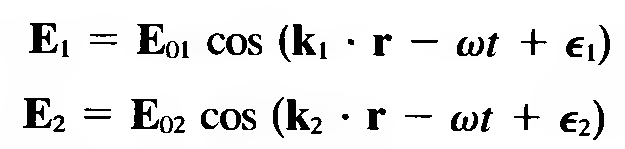 E₁ = E₀₁ cos (k₁ · r − ωt + ε₁)
E₂ = E₀₂ cos (k₂ · r − ωt + ε₂)